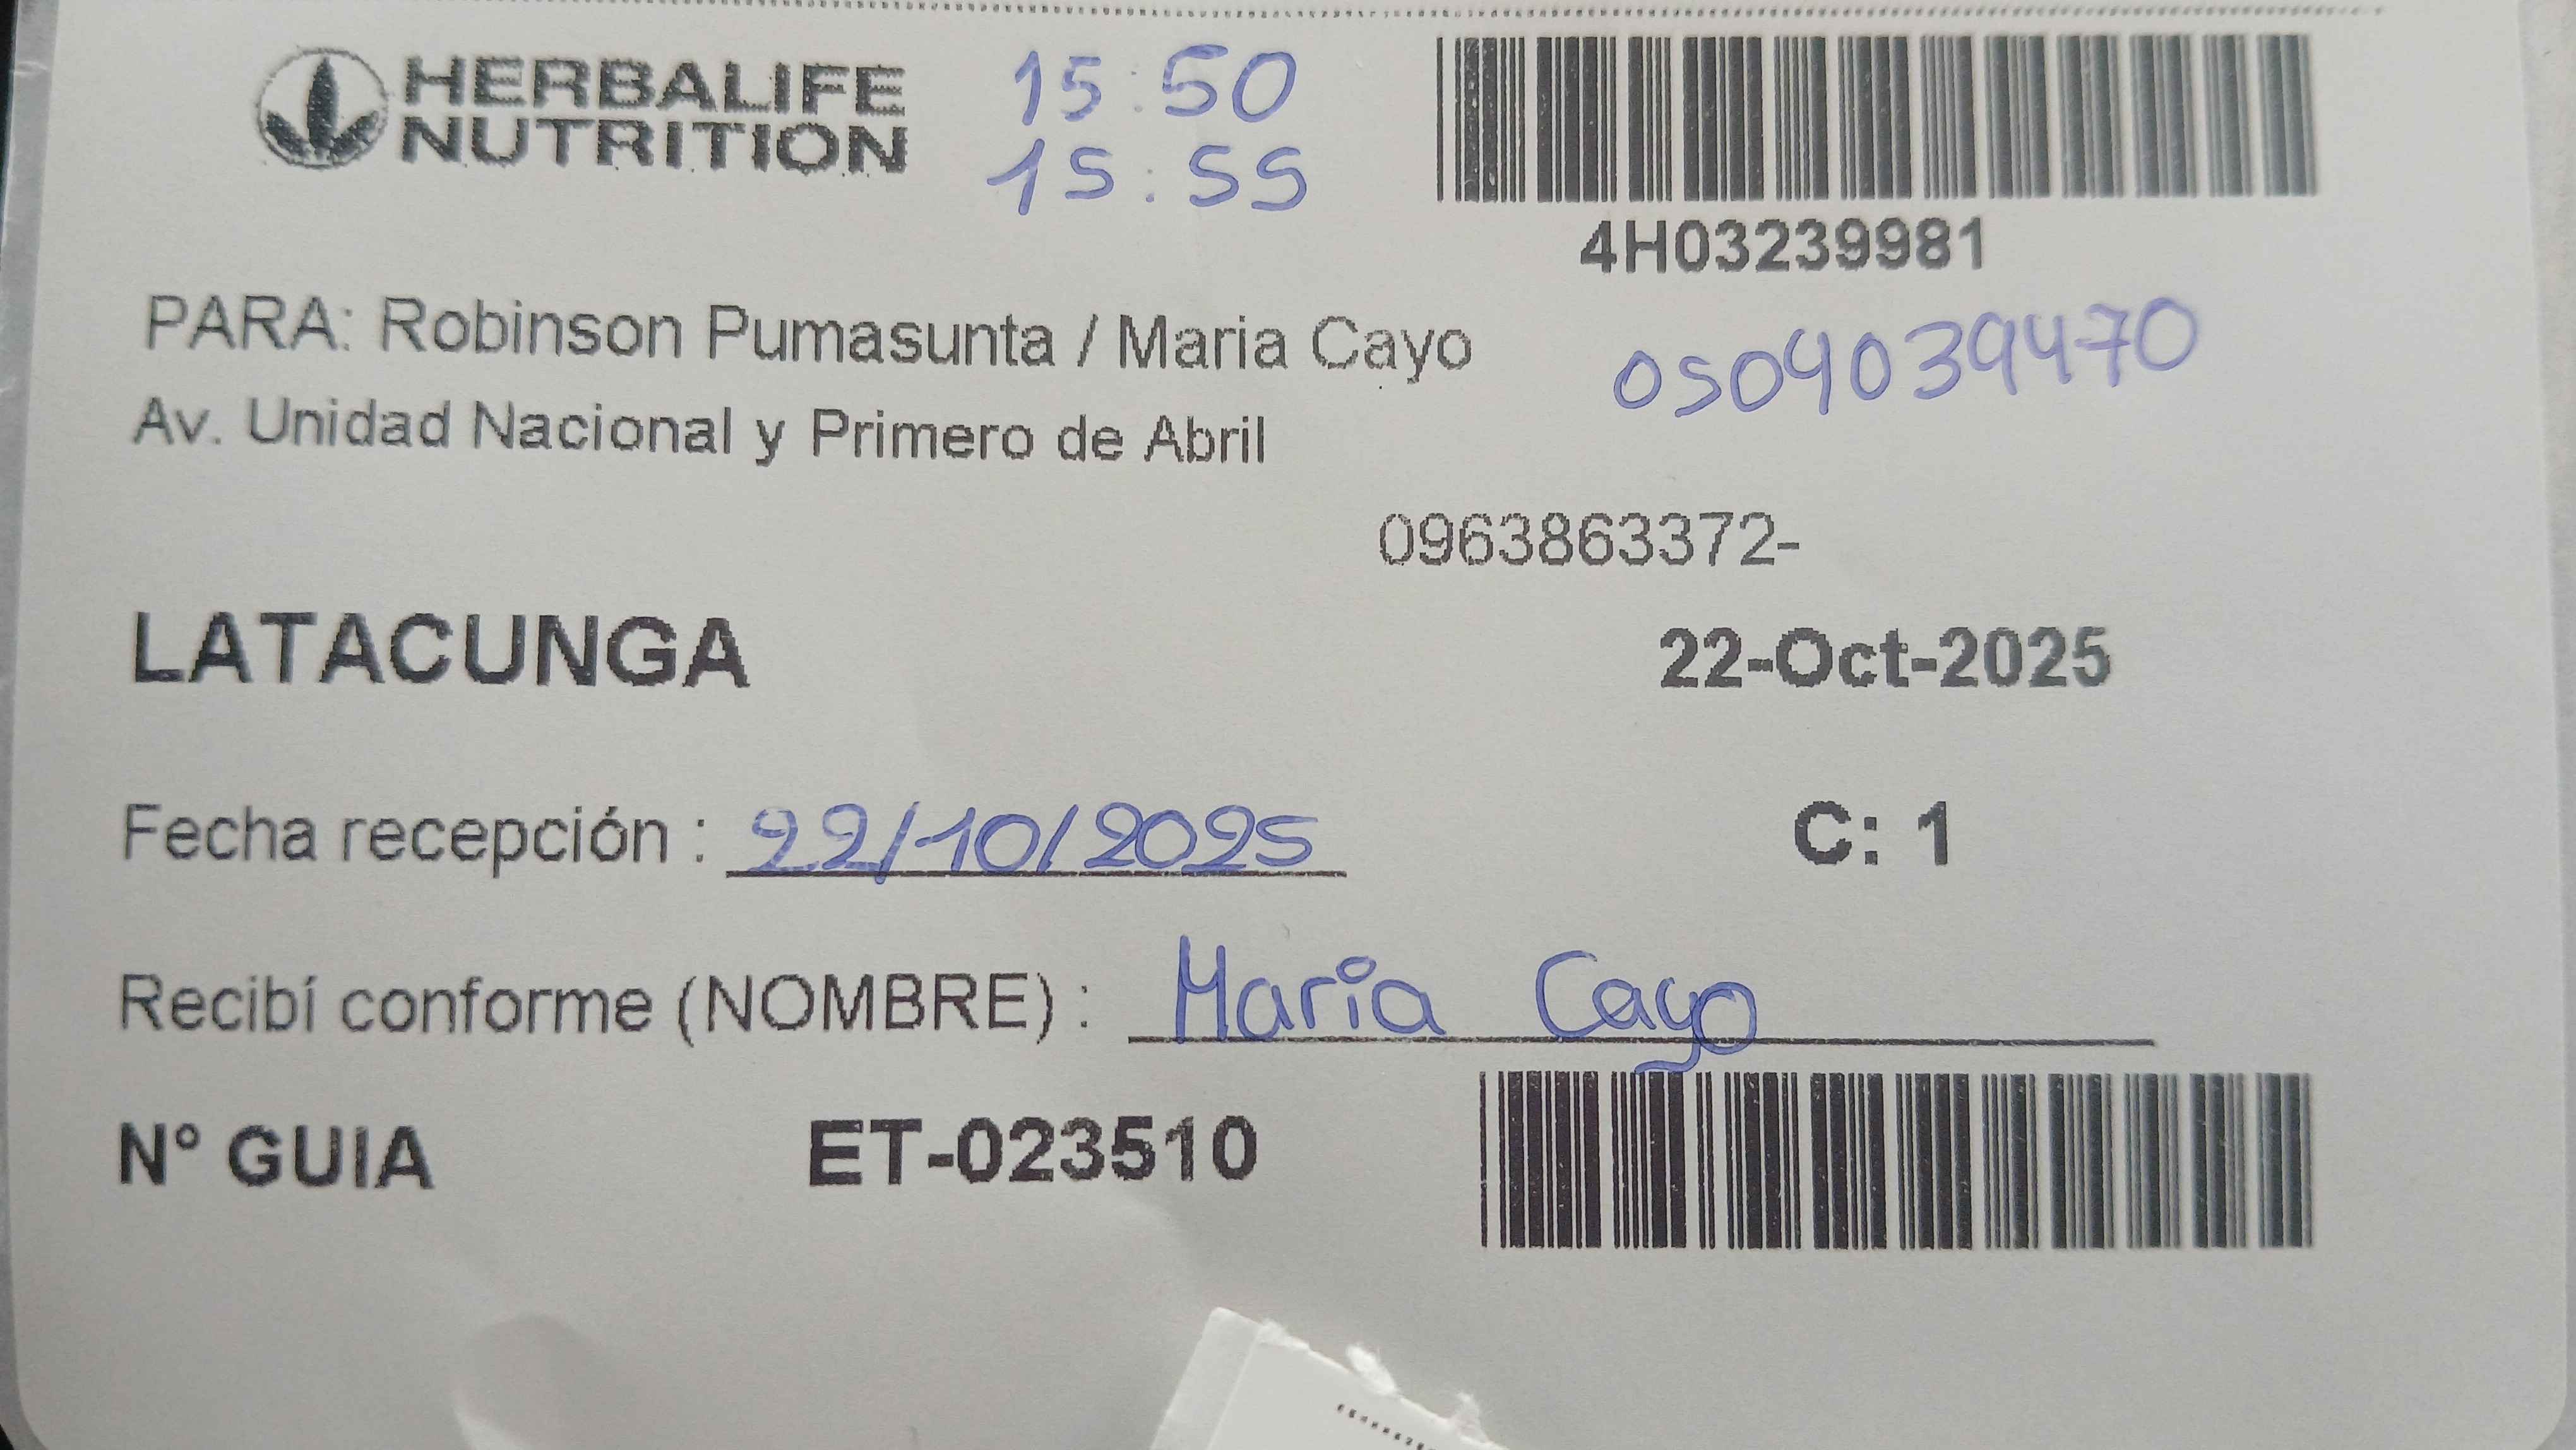 HERBALIFE
NUTRITION
15:50
15:55
4H03239981
PARA: Robinson Pumasunta / Maria Cayo
0504039470
Av. Unidad Nacional y Primero de Abril
0963863372-
LATACUNGA
22-Oct-2025
Fecha recepción : 22/10/2025
C: 1
Recibí conforme (NOMBRE) : Maria Cayo
N° GUIA
ET-023510